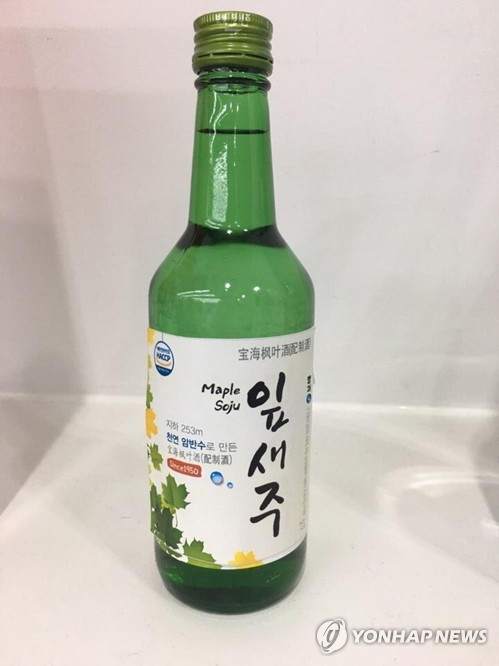 宝海枫叶酒(配制酒)
HACCP
Maple
Soju
잎새주
지하 253m
천연 암반수로 만든
宝海枫叶酒(配制酒)
Since1950
YONHAP NEWS